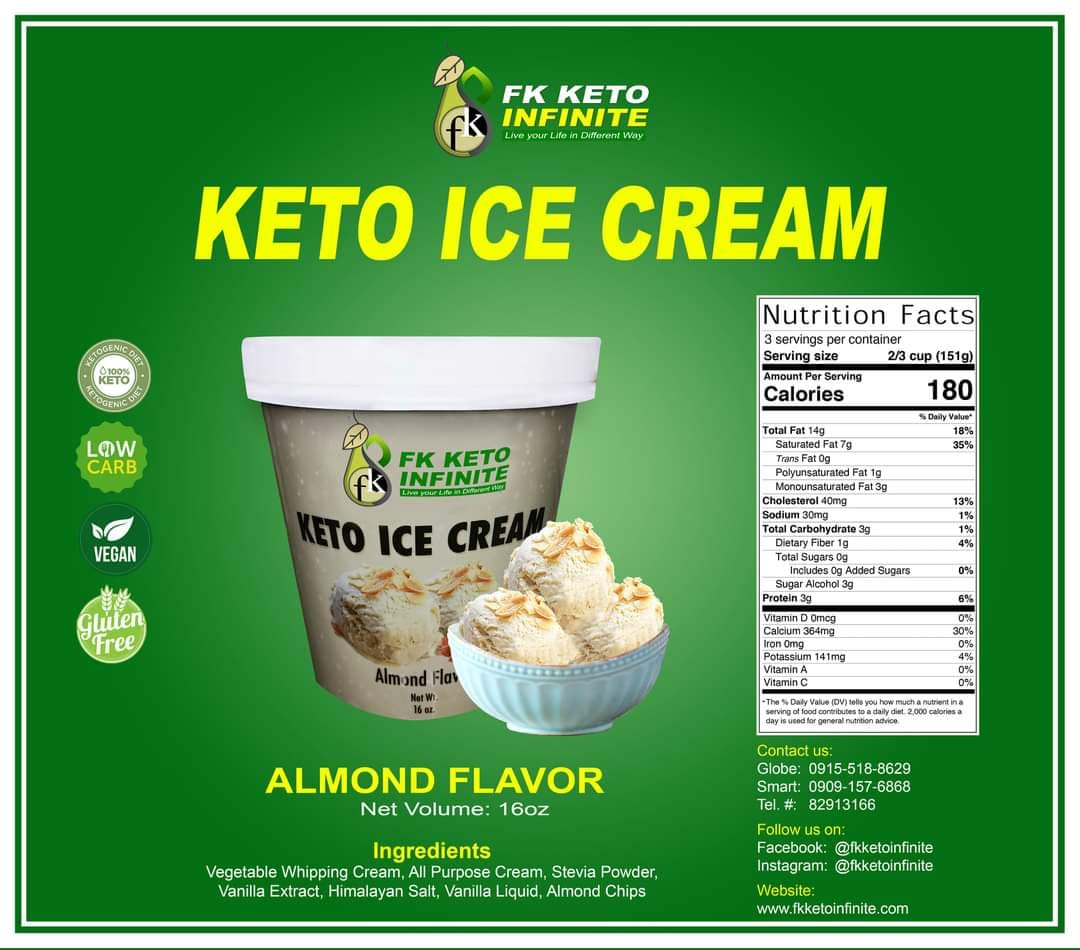 fk
FK KETO
INFINITE
Live your Life in Different Way
KETO ICE CREAM
KETOGENIC DIET
100%
KETO
KETOGENIC DIET
LOW
CARB
VEGAN
Gluten
Free
fk
FK KETO
INFINITE
Live your Life in Different Way
KETO ICE CREAM
Almond Flav
Net Wt.
16 oz.
ALMOND FLAVOR
Net Volume: 16oz
Ingredients
Vegetable Whipping Cream, All Purpose Cream, Stevia Powder,
Vanilla Extract, Himalayan Salt, Vanilla Liquid, Almond Chips
Nutrition Facts
3 servings per container
Serving size 2/3 cup (151g)
Amount Per Serving
Calories 180
% Daily Value*
Total Fat 14g 18%
Saturated Fat 7g 35%
Trans Fat 0g
Polyunsaturated Fat 1g
Monounsaturated Fat 3g
Cholesterol 40mg 13%
Sodium 30mg 1%
Total Carbohydrate 3g 1%
Dietary Fiber 1g 4%
Total Sugars 0g
Includes 0g Added Sugars 0%
Sugar Alcohol 3g
Protein 3g 6%
Vitamin D 0mcg 0%
Calcium 364mg 30%
Iron 0mg 0%
Potassium 141mg 4%
Vitamin A 0%
Vitamin C 0%
*The % Daily Value (DV) tells you how much a nutrient in a
serving of food contributes to a daily diet. 2,000 calories a
day is used for general nutrition advice.
Contact us:
Globe: 0915-518-8629
Smart: 0909-157-6868
Tel. #: 82913166
Follow us on:
Facebook: @fkketoinfinite
Instagram: @fkketoinfinite
Website:
www.fkketoinfinite.com